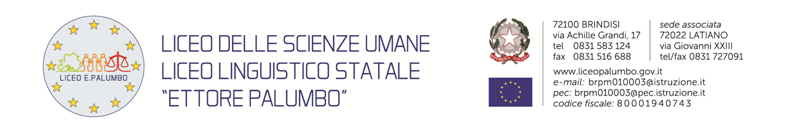 LICEO E.PALUMBO
LICEO DELLE SCIENZE UMANE
LICEO LINGUISTICO STATALE
"ETTORE PALUMBO"
72100 BRINDISI
via Achille Grandi, 17
tel 0831 583 124
fax 0831 516 688
sede associata
72022 LATIANO
via Giovanni XXIII
tel/fax 0831 727091
www.liceopalumbo.gov.it
e-mail: brpm010003@istruzione.it
pec: brpm010003@pec.istruzione.it
codice fiscale: 80001940743